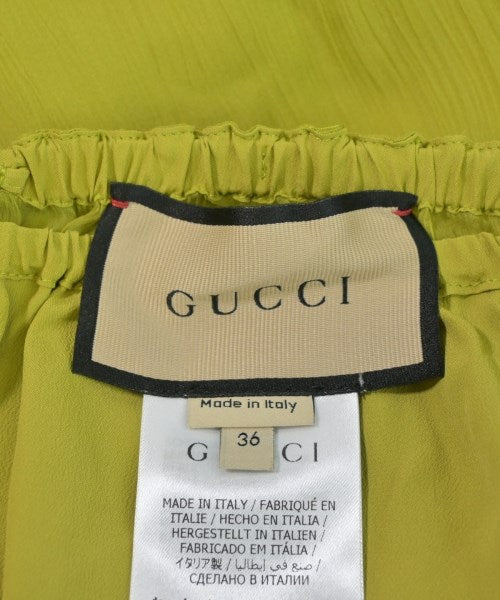 GUCCI
Made in Italy
36
G CI
MADE IN ITALY / FABRIQUÉ EN
ITALIE / HECHO EN ITALIA /
HERGESTELLT IN ITALIEN /
FABRICADO EM ITÁLIA /
イタリア製 / صنع في إيطاليا /
СДЕЛАНО В ИТАЛИИ